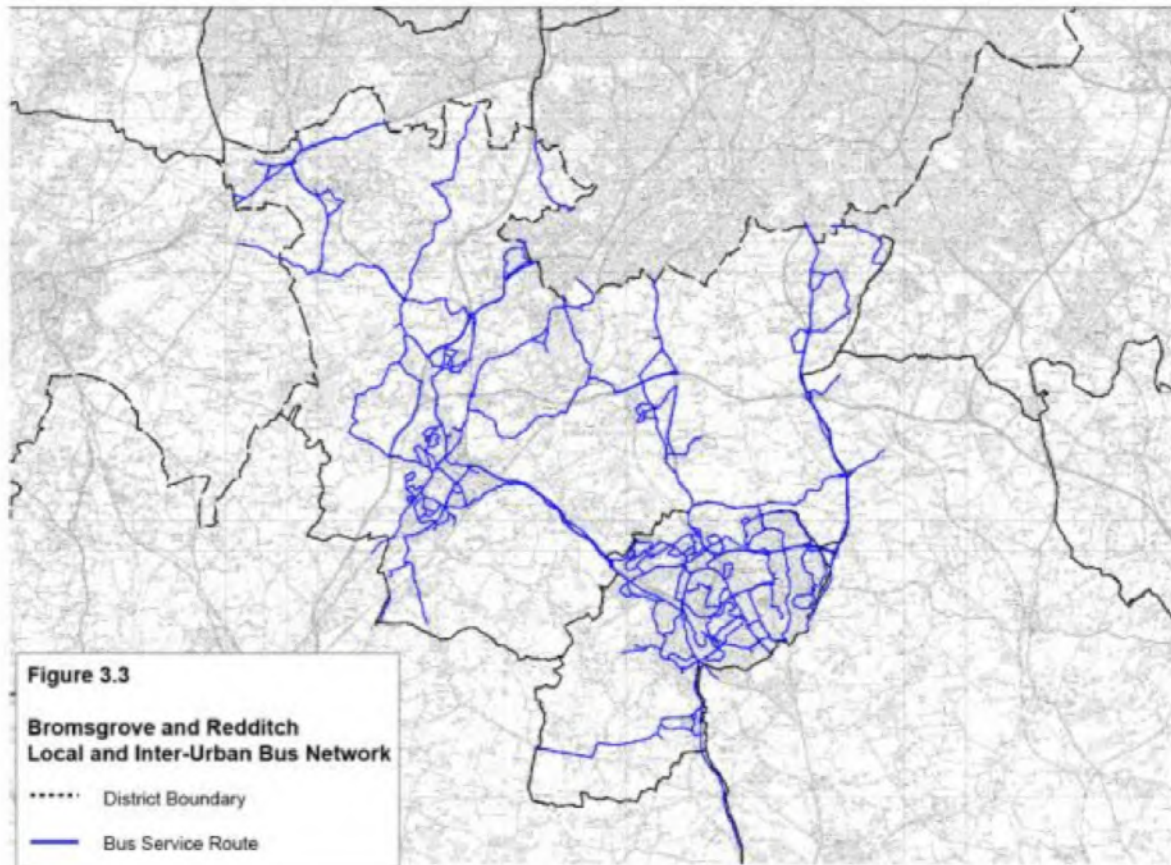 Figure 3.3
Bromsgrove and Redditch
Local and Inter-Urban Bus Network
District Boundary
Bus Service Route